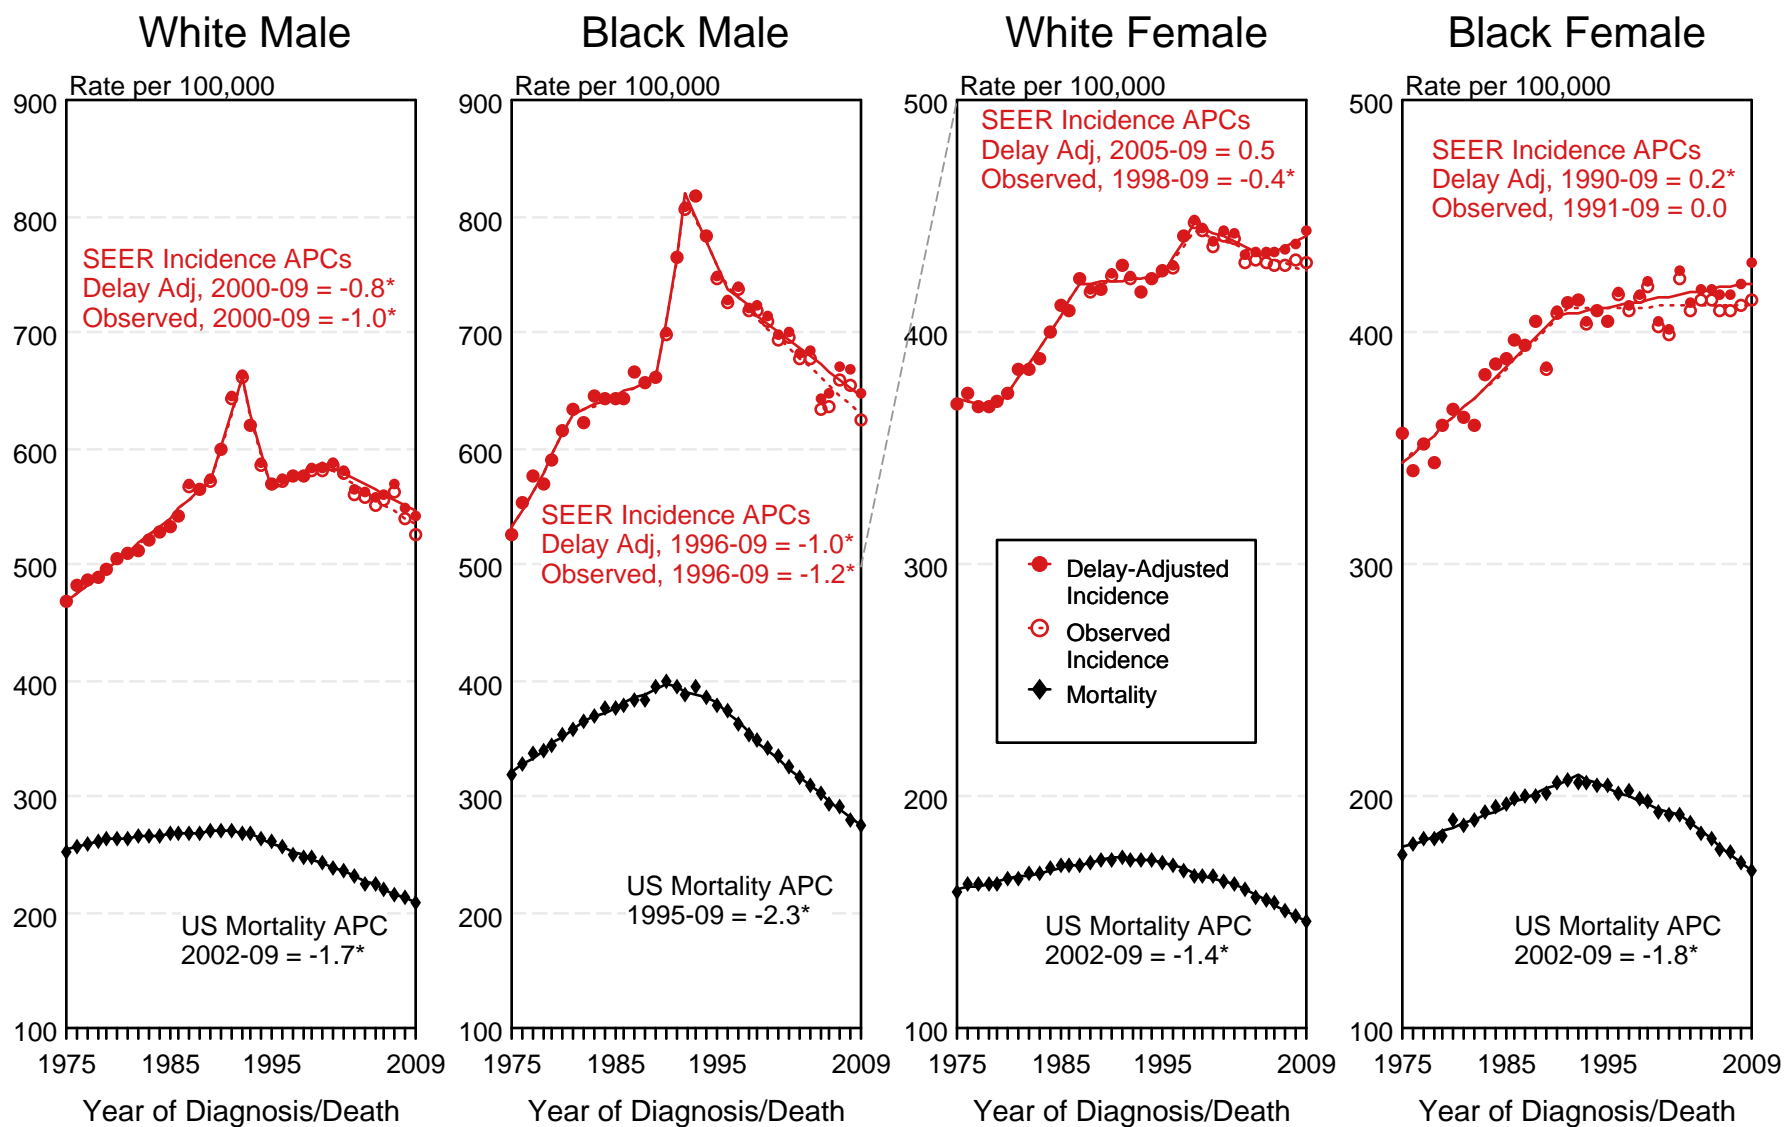 White Male
Rate per 100,000
900
800
700
600
500
400
300
200
100
SEER Incidence APCs
Delay Adj, 2000-09 = -0.8*
Observed, 2000-09 = -1.0*
US Mortality APC
2002-09 = -1.7*
1975 1985 1995 2009
Year of Diagnosis/Death
Black Male
Rate per 100,000
900
800
700
600
500
400
300
200
100
SEER Incidence APCs
Delay Adj, 1996-09 = -1.0*
Observed, 1996-09 = -1.2*
US Mortality APC
1995-09 = -2.3*
1975 1985 1995 2009
Year of Diagnosis/Death
White Female
Rate per 100,000
500
400
300
200
100
SEER Incidence APCs
Delay Adj, 2005-09 = 0.5
Observed, 1998-09 = -0.4*
Delay-Adjusted
Incidence
Observed
Incidence
Mortality
US Mortality APC
2002-09 = -1.4*
1975 1995 2009
Year of Diagnosis/Death
Black Female
Rate per 100,000
500
400
300
200
100
SEER Incidence APCs
Delay Adj, 1990-09 = 0.2*
Observed, 1991-09 = 0.0
US Mortality APC
2002-09 = -1.8*
1975 1985 1995 2009
Year of Diagnosis/Death